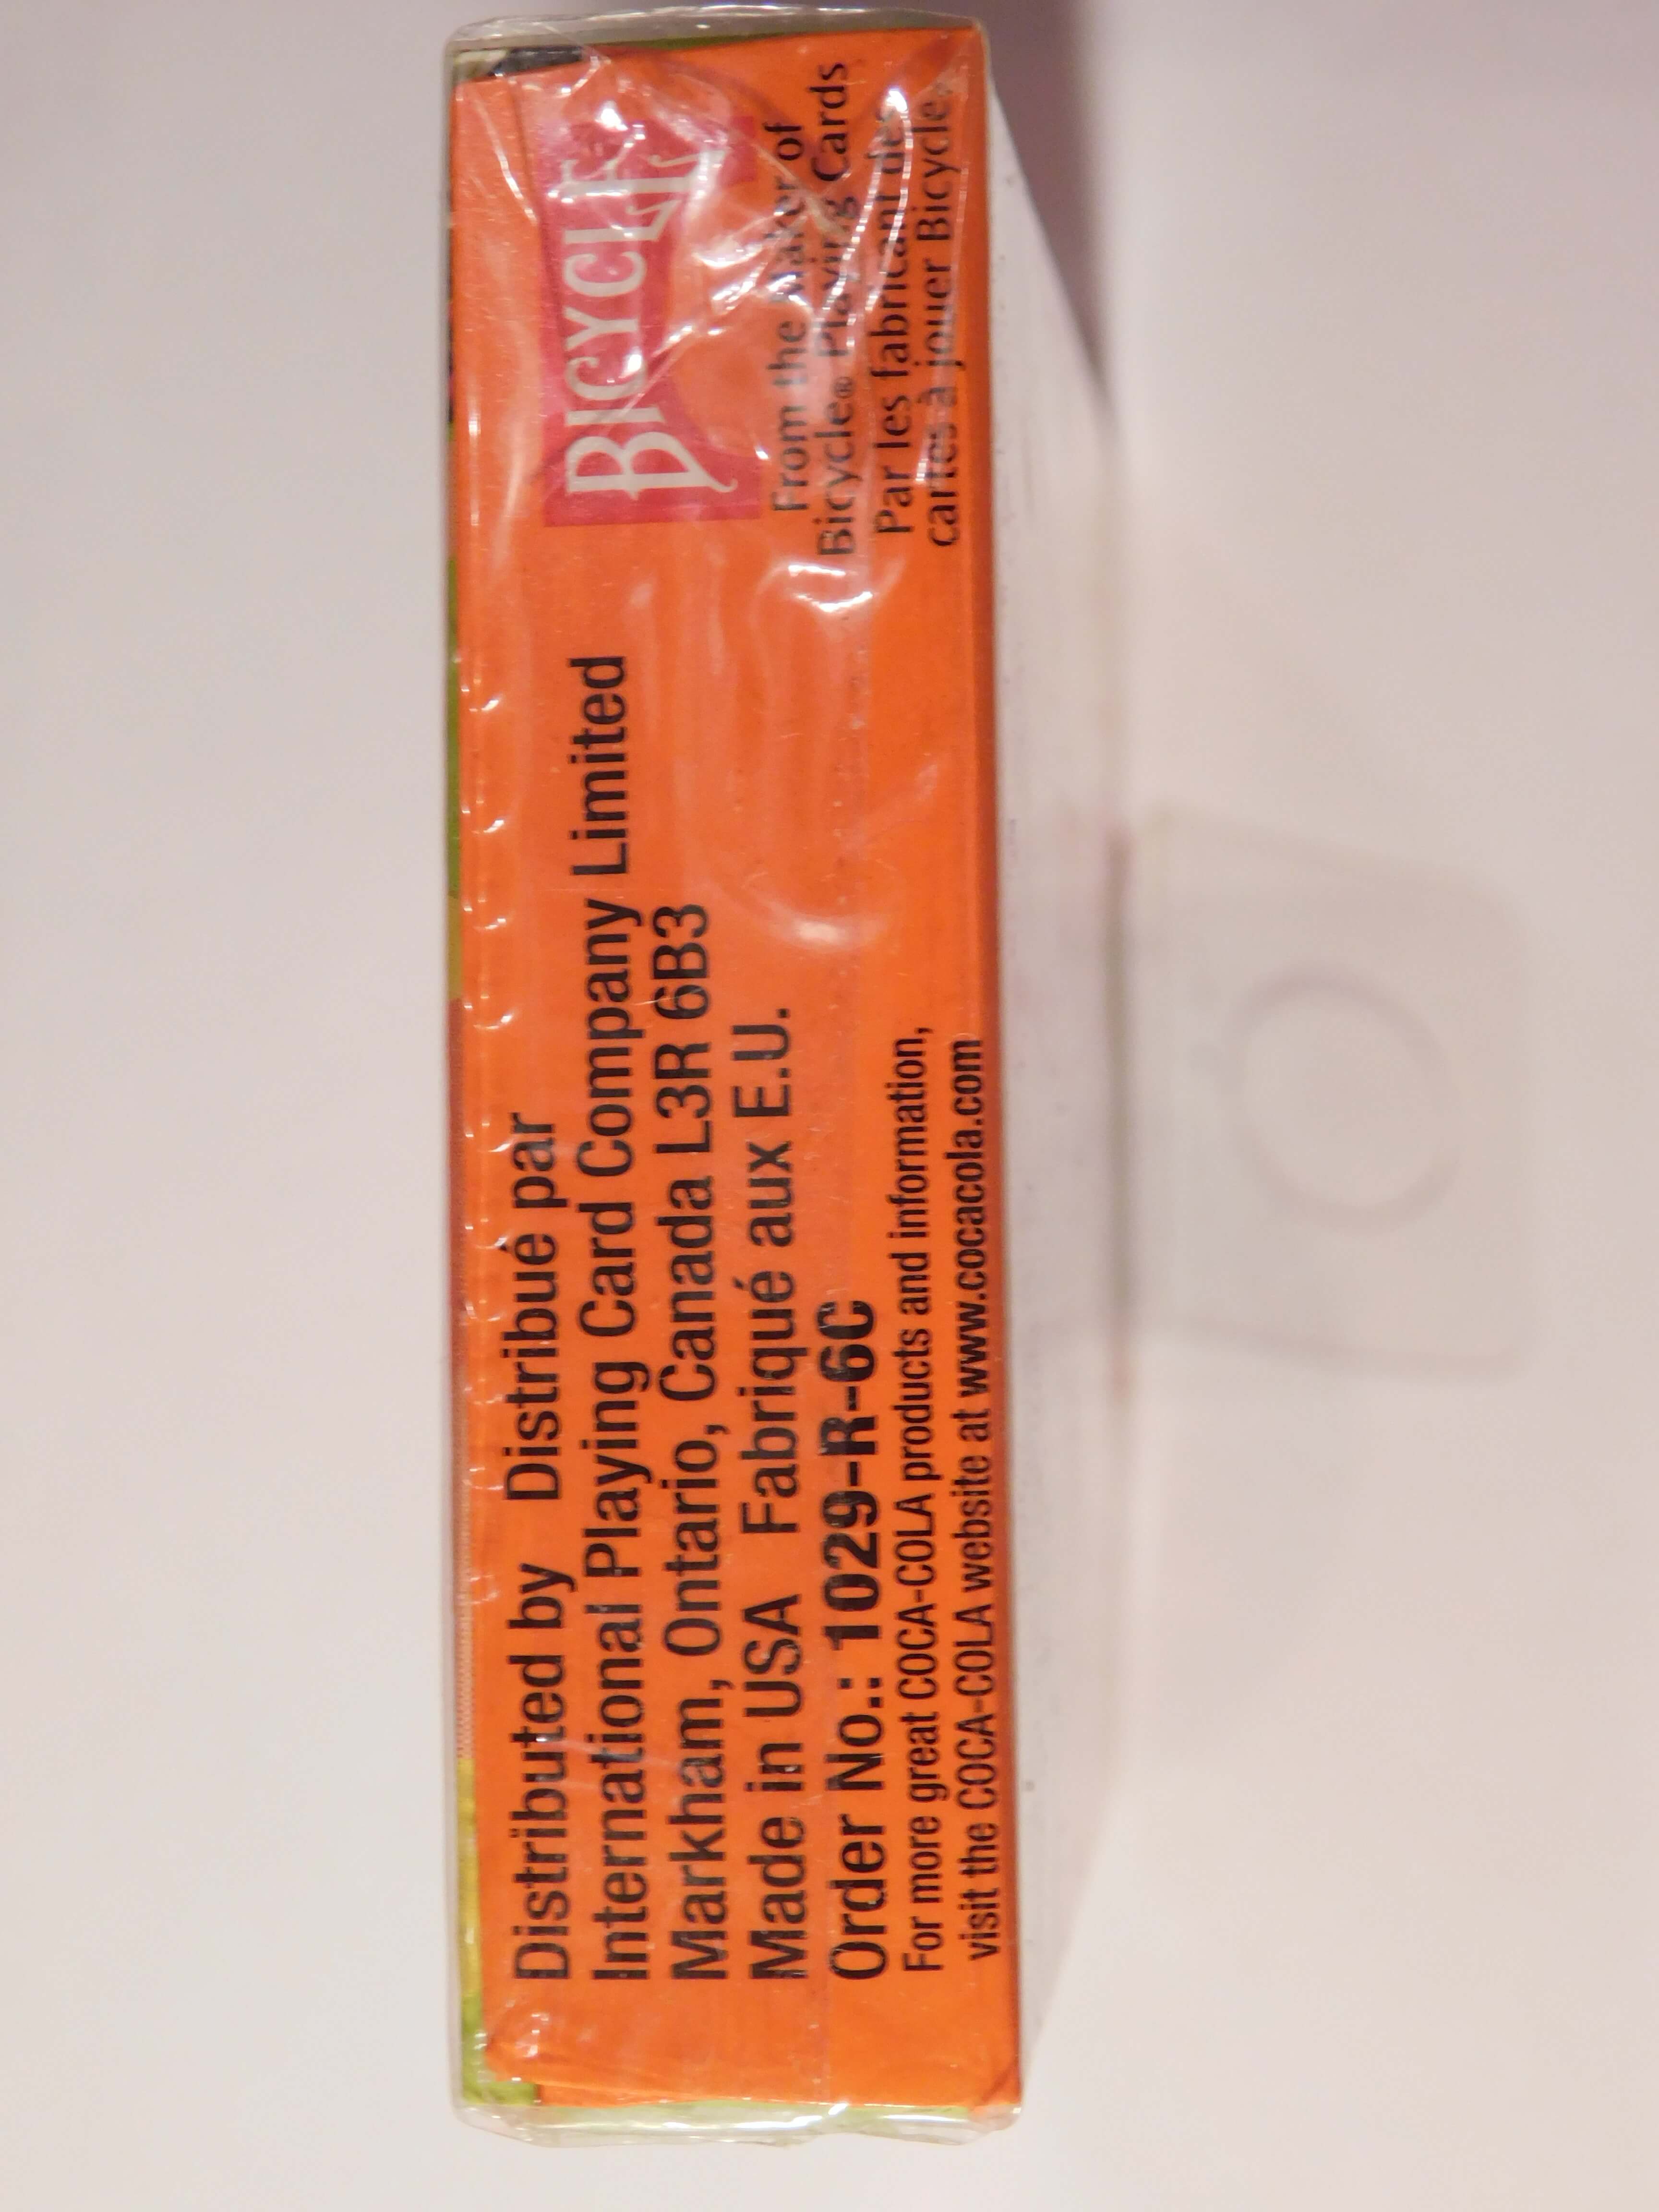 Distributed by Distribué par
International Playing Card Company Limited
Markham, Ontario, Canada L3R 6B3
Made in USA Fabriqué aux E.U.
Order No.: 1029-R-6C
For more great COCA-COLA products and information,
visit the COCA-COLA website at www.cocacola.com
BICYCLE
From the Maker of
Bicycle® Playing Cards
Par les fabricant des
cartes à jouer Bicycle®